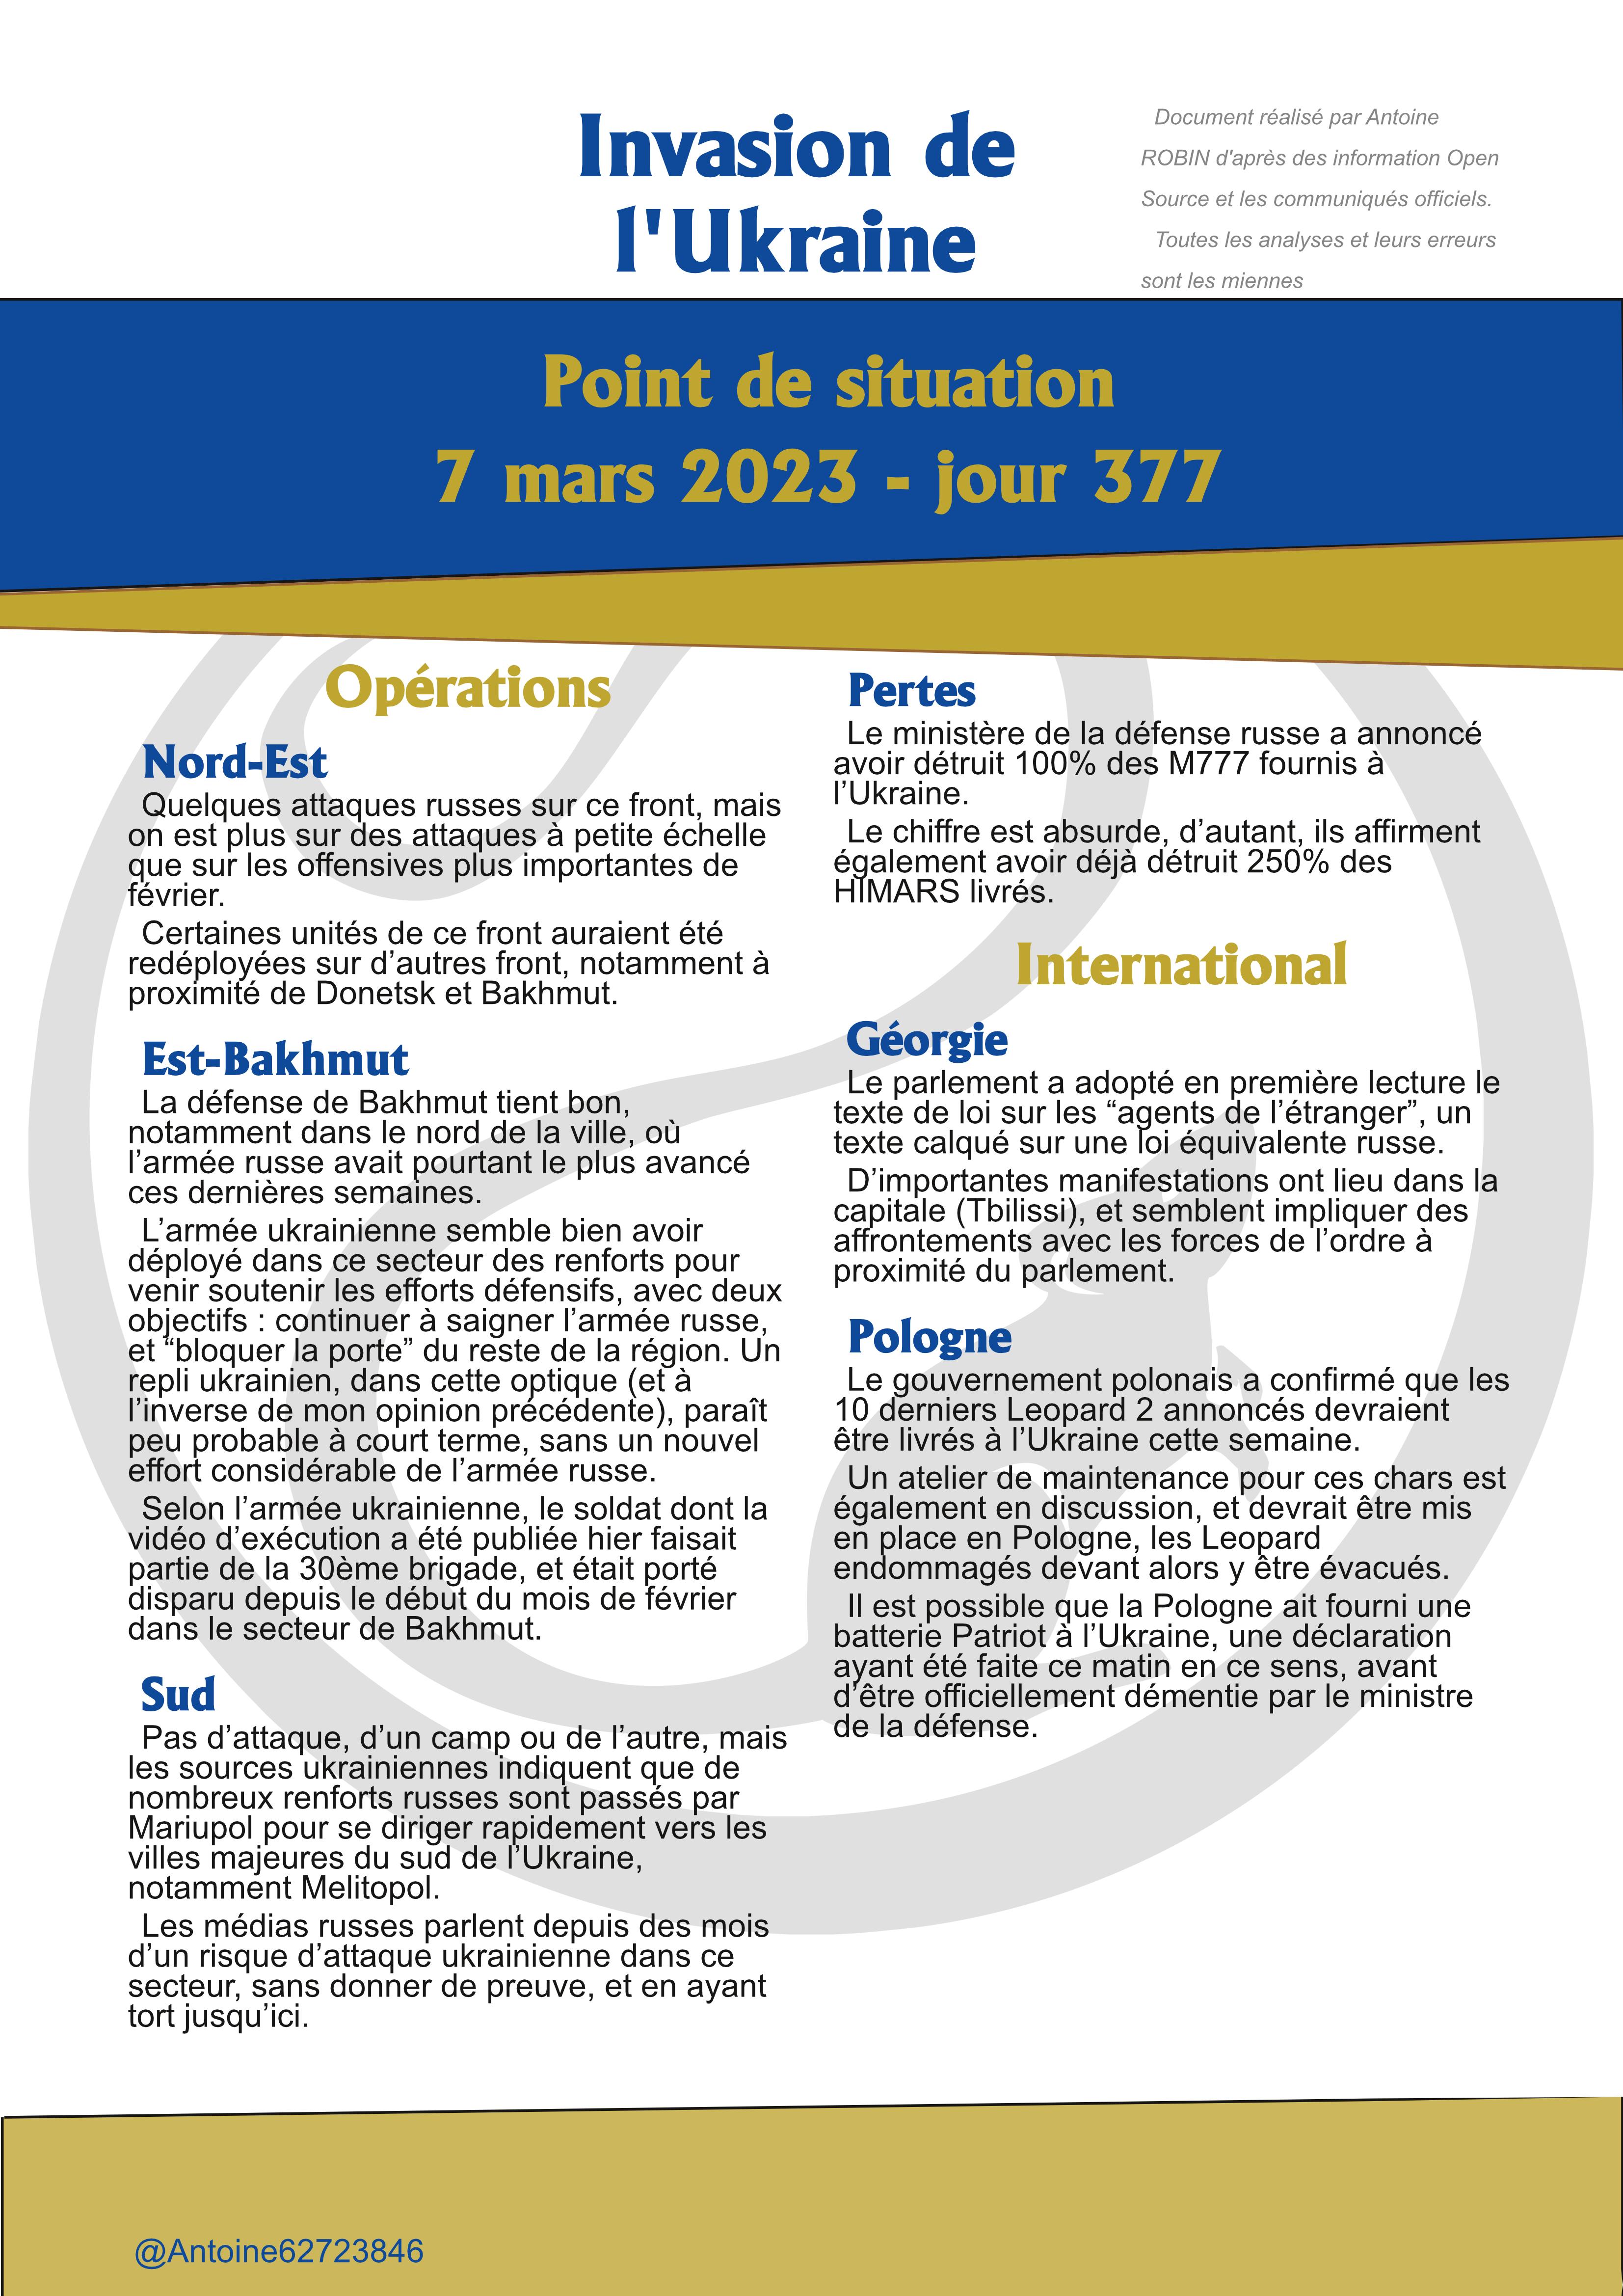 Invasion de
l'Ukraine
Document réalisé par Antoine
ROBIN d'après des information Open
Source et les communiqués officiels.
Toutes les analyses et leurs erreurs
sont les miennes
Point de situation
7 mars 2023 - jour 377
Opérations
Nord-Est
Quelques attaques russes sur ce front, mais
on est plus sur des attaques à petite échelle
que sur les offensives plus importantes de
février.
Certaines unités de ce front auraient été
redéployées sur d’autres front, notamment à
proximité de Donetsk et Bakhmut.
Est-Bakhmut
La défense de Bakhmut tient bon,
notamment dans le nord de la ville, où
l’armée russe avait pourtant le plus avancé
ces dernières semaines.
L’armée ukrainienne semble bien avoir
déployé dans ce secteur des renforts pour
venir soutenir les efforts défensifs, avec deux
objectifs : continuer à saigner l’armée russe,
et “bloquer la porte” du reste de la région. Un
repli ukrainien, dans cette optique (et à
l’inverse de mon opinion précédente), paraît
peu probable à court terme, sans un nouvel
effort considérable de l’armée russe.
Selon l’armée ukrainienne, le soldat dont la
vidéo d’exécution a été publiée hier faisait
partie de la 30ème brigade, et était porté
disparu depuis le début du mois de février
dans le secteur de Bakhmut.
Sud
Pas d’attaque, d’un camp ou de l’autre, mais
les sources ukrainiennes indiquent que de
nombreux renforts russes sont passés par
Mariupol pour se diriger rapidement vers les
villes majeures du sud de l’Ukraine,
notamment Melitopol.
Les médias russes parlent depuis des mois
d’un risque d’attaque ukrainienne dans ce
secteur, sans donner de preuve, et en ayant
tort jusqu’ici.
Pertes
Le ministère de la défense russe a annoncé
avoir détruit 100% des M777 fournis à
l’Ukraine.
Le chiffre est absurde, d’autant, ils affirment
également avoir déjà détruit 250% des
HIMARS livrés.
International
Géorgie
Le parlement a adopté en première lecture le
texte de loi sur les “agents de l’étranger”, un
texte calqué sur une loi équivalente russe.
D’importantes manifestations ont lieu dans la
capitale (Tbilissi), et semblent impliquer des
affrontements avec les forces de l’ordre à
proximité du parlement.
Pologne
Le gouvernement polonais a confirmé que les
10 derniers Leopard 2 annoncés devraient
être livrés à l’Ukraine cette semaine.
Un atelier de maintenance pour ces chars est
également en discussion, et devrait être mis
en place en Pologne, les Leopard
endommagés devant alors y être évacués.
Il est possible que la Pologne ait fourni une
batterie Patriot à l’Ukraine, une déclaration
ayant été faite ce matin en ce sens, avant
d’être officiellement démentie par le ministre
de la défense.
@Antoine62723846